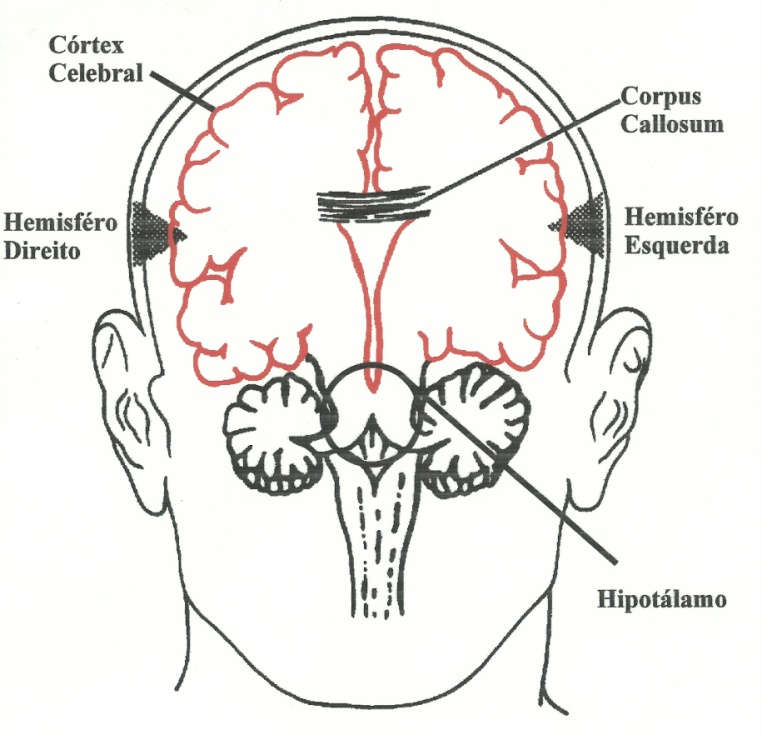 Córtex
Celebral
Corpus
Callosum
Hemisféro
Direito
Hemisféro
Esquerda
Hipotálamo